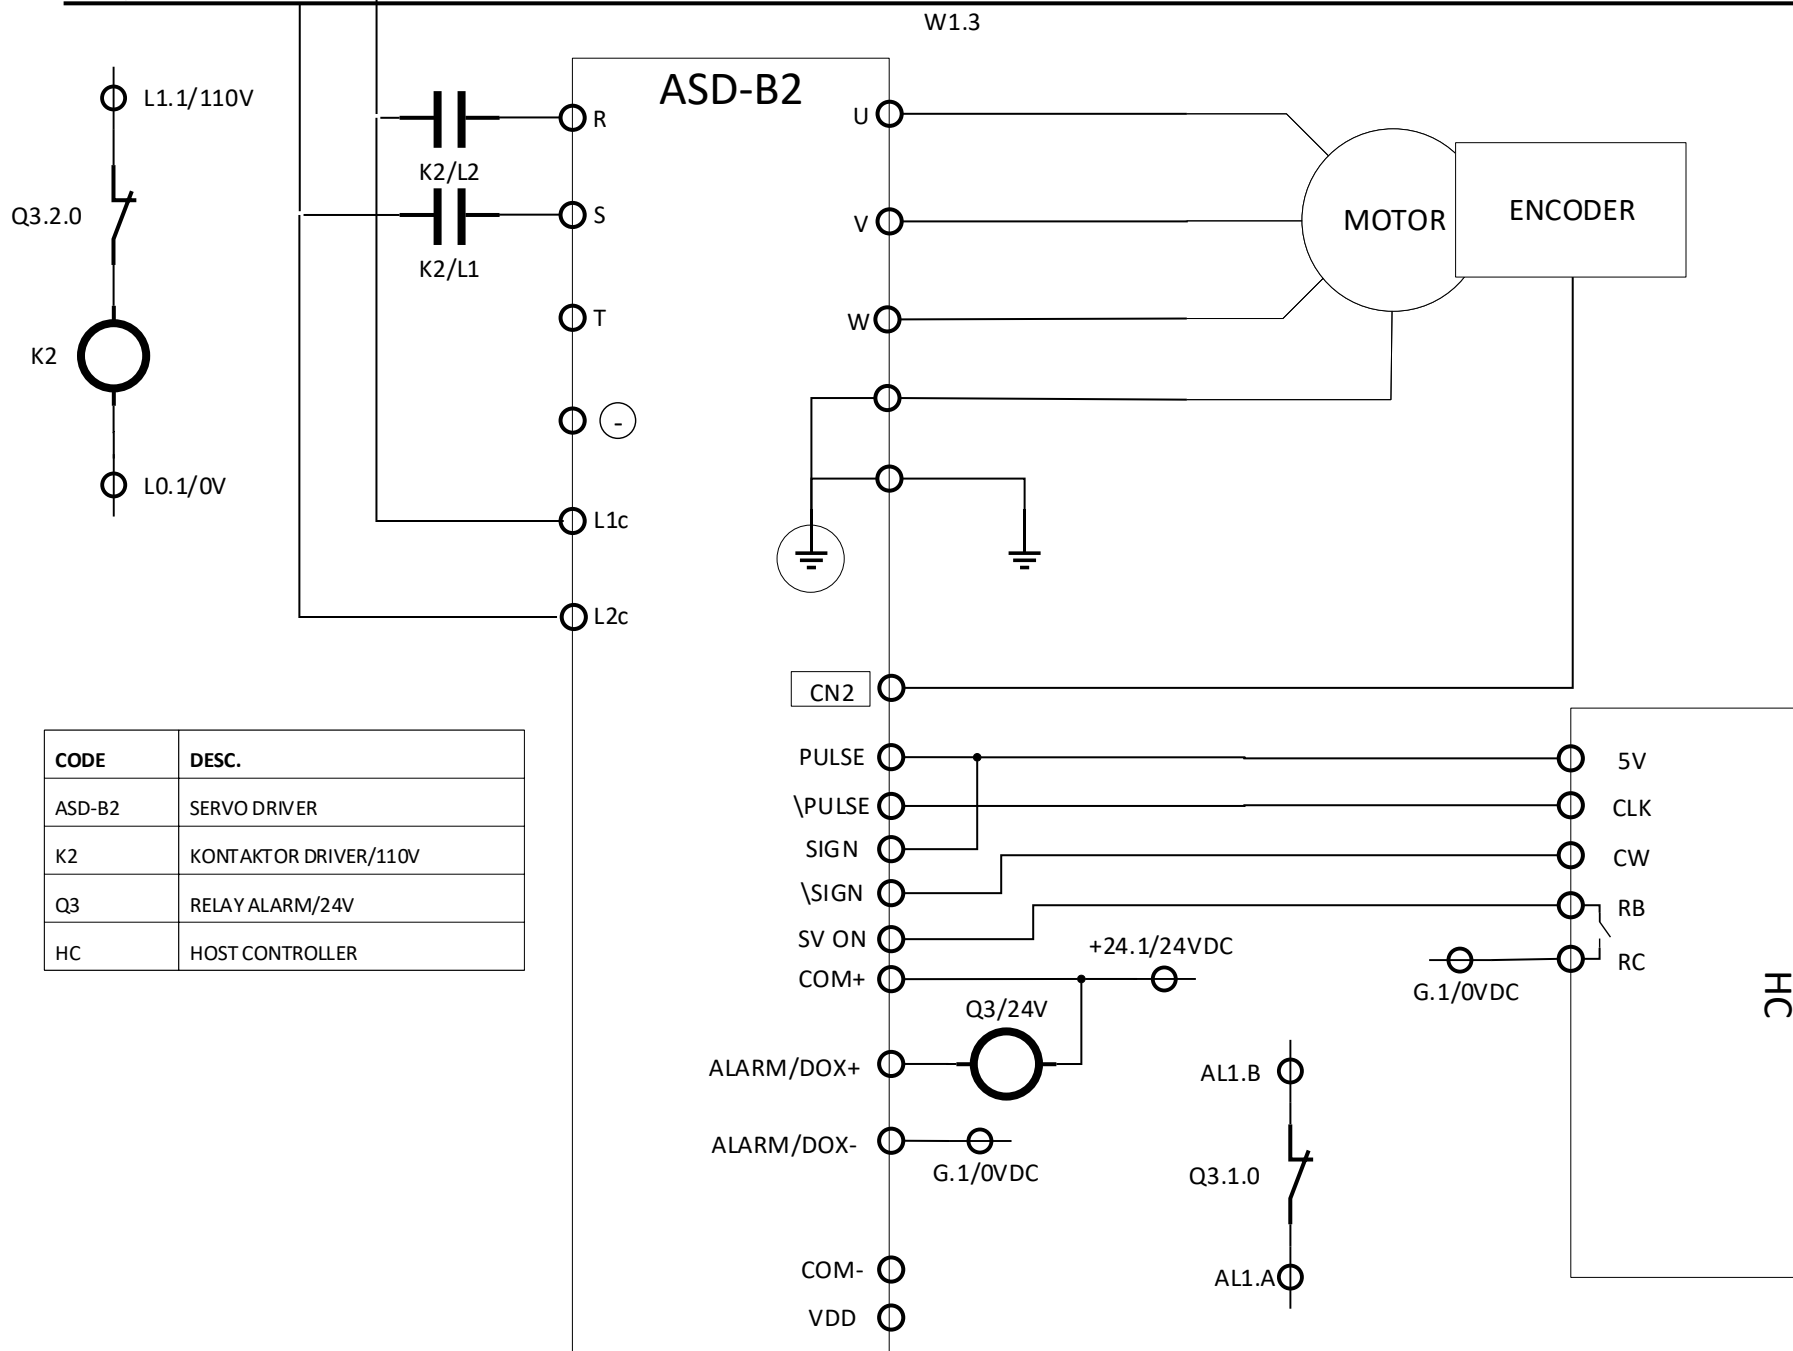 W1.3
ASD-B2
L1.1/110V
Q3.2.0
K2
L0.1/0V
R
K2/L2
S
K2/L1
T
-
L1c
L2c
U
V
W
MOTOR
ENCODER
CN2
PULSE
\PULSE
SIGN
\SIGN
SV ON
COM+
ALARM/DOX+
ALARM/DOX-
COM-
VDD
+24.1/24VDC
Q3/24V
G.1/0VDC
5V
CLK
CW
RB
RC
G.1/0VDC
HC
AL1.B
Q3.1.0
AL1.A
CODE DESC.
ASD-B2 SERVO DRIVER
K2 KONTAKTOR DRIVER/110V
Q3 RELAY ALARM/24V
HC HOST CONTROLLER